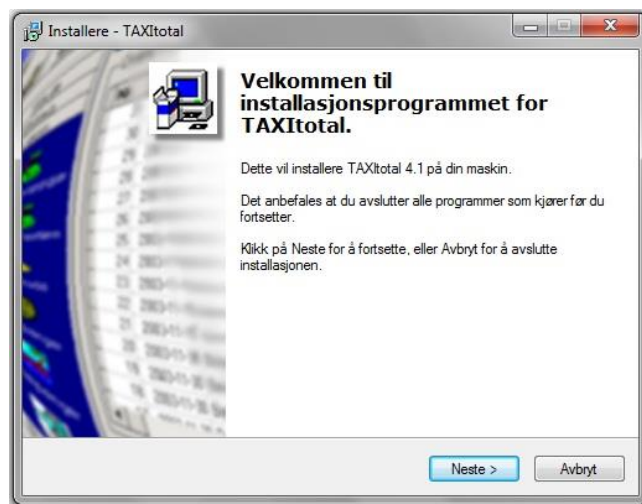 Installere - TAXItotal
Velkommen til
installasjonsprogrammet for
TAXItotal.
Dette vil installere TAXItotal 4.1 på din maskin.
Det anbefales at du avslutter alle programmer som kjører før du
fortsetter.
Klikk på Neste for å fortsette, eller Avbryt for å avslutte
installasjonen.
Neste >
Avbryt